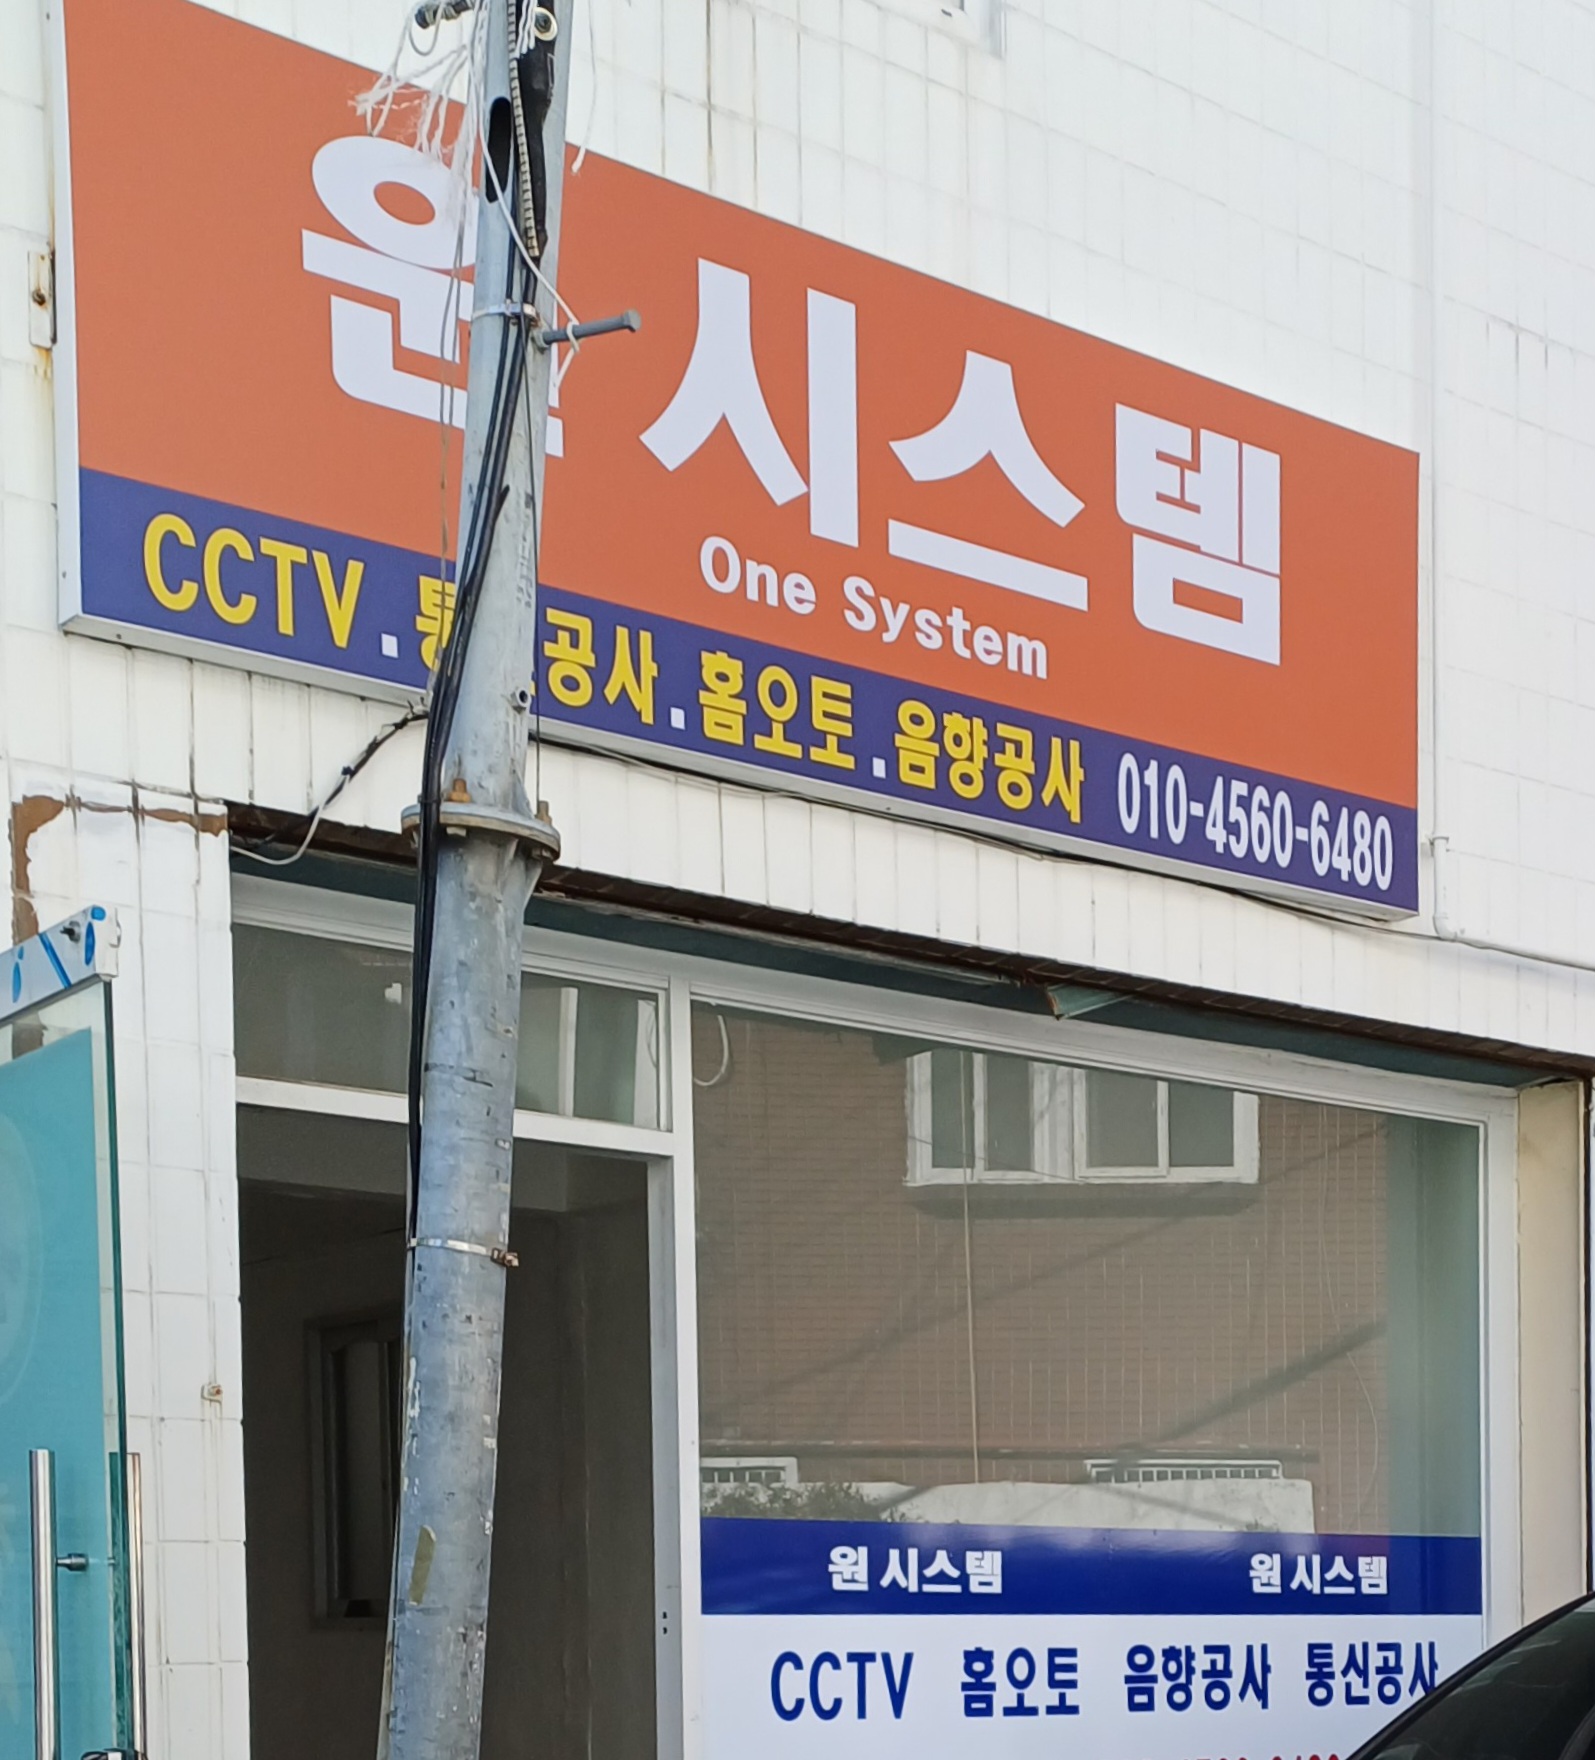 원시스템
One System
CCTV . 통신공사 . 홈오토 . 음향공사 010-4560-6480
원 시스템 원 시스템
CCTV 홈오토 음향공사 통신공사